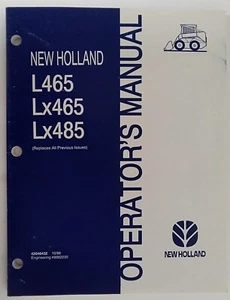 NEW HOLLAND
L465
Lx465
Lx485
(Replaces All Previous Issues)
OPERATOR'S MANUAL
NEW HOLLAND